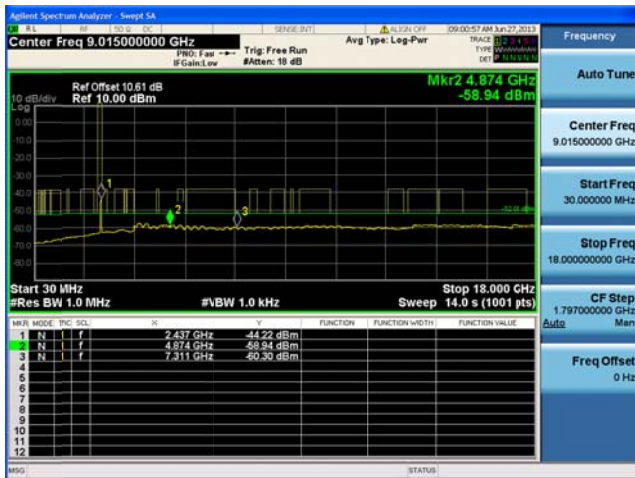 Agilent Spectrum Analyzer - Swept SA
RL RF 50 Ω DC SENSE:INT ALIGN OFF 09:00:57 AM Jun 27, 2013
Center Freq 9.015000000 GHz
PNO: Fast Trig: Free Run
IFGain:Low #Atten: 18 dB
Avg Type: Log-Pwr
TRACE 1 2 3 4 5
TYPE
DET P N N N N N
Frequency
Auto Tune
Mkr2 4.874 GHz
-58.94 dBm
Ref Offset 10.61 dB
10 dB/div Ref 10.00 dBm
Log
0.00
-10.0
-20.0
-30.0
-40.0
-50.0
-60.0
-70.0
-80.0
1
2
3
Center Freq
9.015000000 GHz
Start Freq
30.000000 MHz
Stop Freq
18.000000000 GHz
Start 30 MHz Stop 18.000 GHz
#Res BW 1.0 MHz #VBW 1.0 kHz Sweep 14.0 s (1001 pts)
CF Step
1.797000000 GHz
Auto Man
MKR MODE TRC SCL X Y FUNCTION FUNCTION WIDTH FUNCTION VALUE
1 N 1 f 2.437 GHz -44.22 dBm
2 N 1 f 4.874 GHz -58.94 dBm
3 N 1 f 7.311 GHz -60.30 dBm
4
5
6
7
8
9
10
11
12
Freq Offset
0 Hz
MSG STATUS